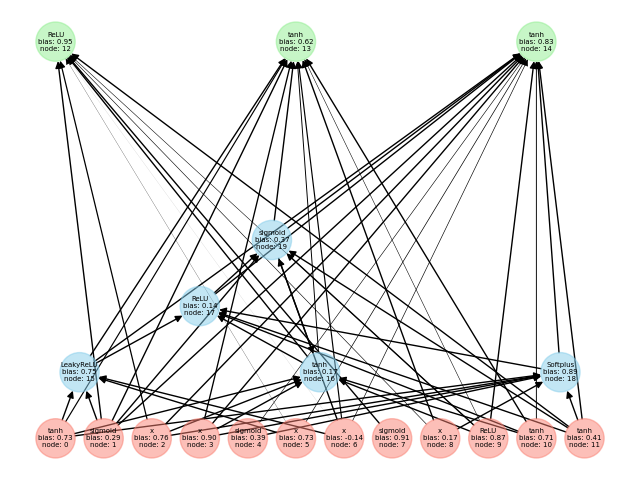 ReLU
bias: 0.95
node: 12
tanh
bias: 0.62
node: 13
tanh
bias: 0.83
node: 14
sigmoid
bias: 0.37
node: 19
ReLU
bias: 0.14
node: 17
LeakyReLU
bias: 0.75
node: 15
tanh
bias: 0.17
node: 16
Softplus
bias: 0.89
node: 18
tanh
bias: 0.73
node: 0
sigmoid
bias: 0.29
node: 1
x
bias: 0.76
node: 2
x
bias: 0.90
node: 3
sigmoid
bias: 0.39
node: 4
x
bias: 0.73
node: 5
x
bias: -0.14
node: 6
sigmoid
bias: 0.91
node: 7
x
bias: 0.17
node: 8
ReLU
bias: 0.87
node: 9
tanh
bias: 0.71
node: 10
tanh
bias: 0.41
node: 11